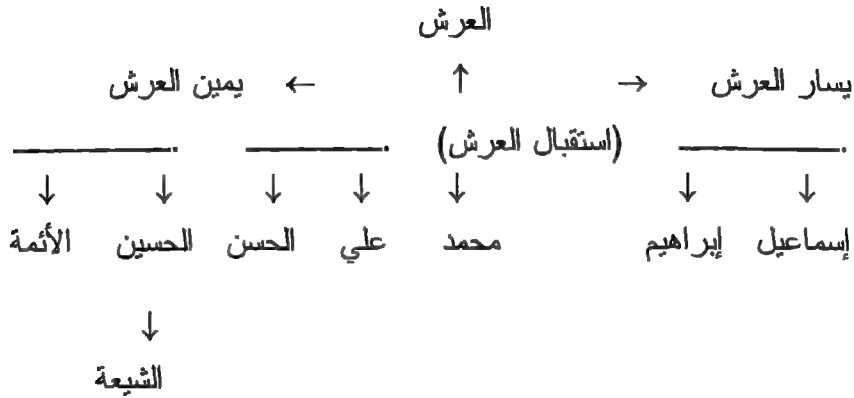 العرش
يسار العرش → ↑ ← يمين العرش
(استقبال العرش)
↓ ↓ ↓ ↓ ↓ ↓ ↓
إسماعيل إبراهيم محمد علي الحسن الحسين الأئمة
↓
الشيعة